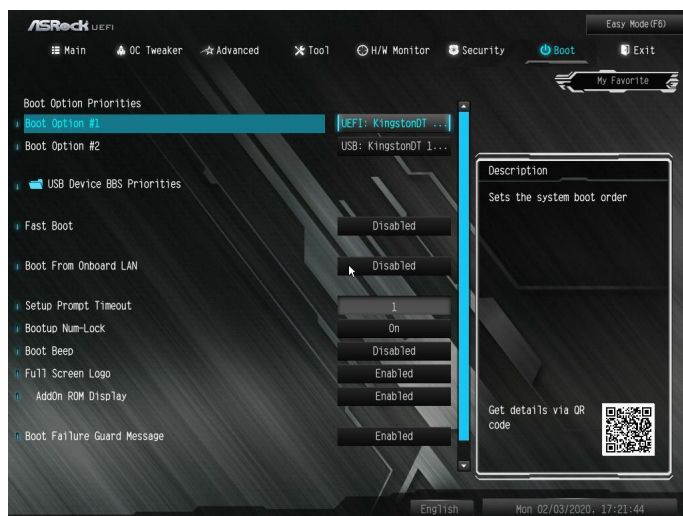 ASRock UEFI
Easy Mode(F6)
Main OC Tweaker Advanced Tool H/W Monitor Security Boot Exit
My Favorite
Boot Option Priorities
Boot Option #1 UEFI: KingstonDT ...
Boot Option #2 USB: KingstonDT 1...
USB Device BBS Priorities
Fast Boot Disabled
Boot From Onboard LAN Disabled
Setup Prompt Timeout 1
Bootup Num-Lock On
Boot Beep Disabled
Full Screen Logo Enabled
AddOn ROM Display Enabled
Boot Failure Guard Message Enabled
Description
Sets the system boot order
Get details via QR
code
English
Mon 02/03/2020, 17:21:44